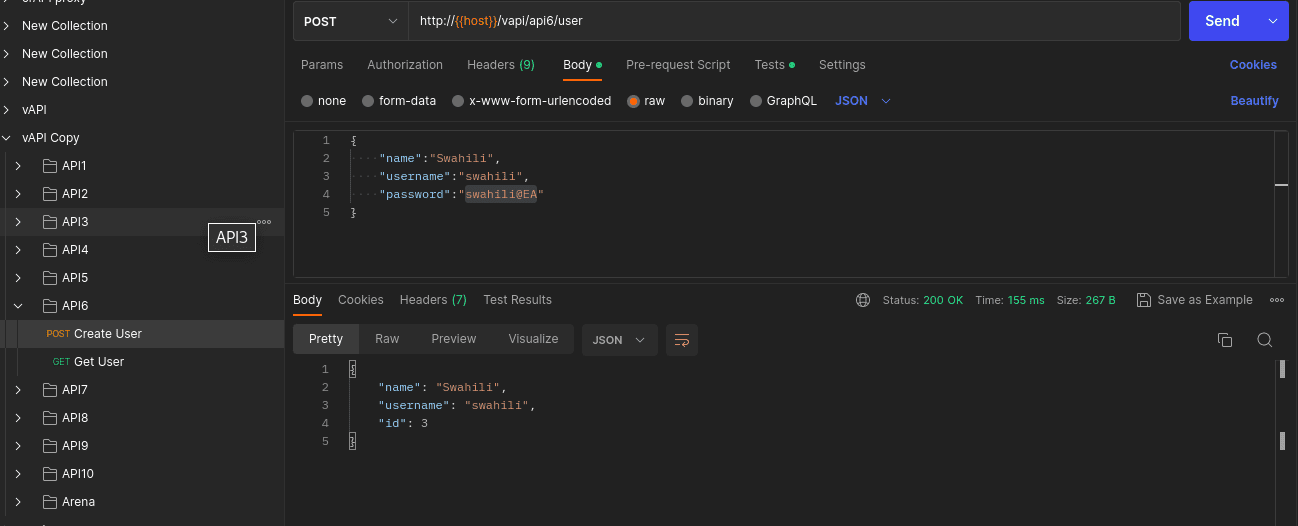 New Collection
New Collection
New Collection
vAPI
vAPI Copy
API1
API2
API3
API3
API4
API5
API6
POST Create User
GET Get User
API7
API8
API9
API10
Arena
POST http://{{host}}/vapi/api6/user Send
Params Authorization Headers (9) Body Pre-request Script Tests Settings Cookies
none form-data x-www-form-urlencoded raw binary GraphQL JSON Beautify
1 {
2 "name":"Swahili",
3 "username":"swahili",
4 "password":"swahili@EA"
5 }
Body Cookies Headers (7) Test Results Status: 200 OK Time: 155 ms Size: 267 B Save as Example
Pretty Raw Preview Visualize JSON
1 {
2 "name": "Swahili",
3 "username": "swahili",
4 "id": 3
5 }